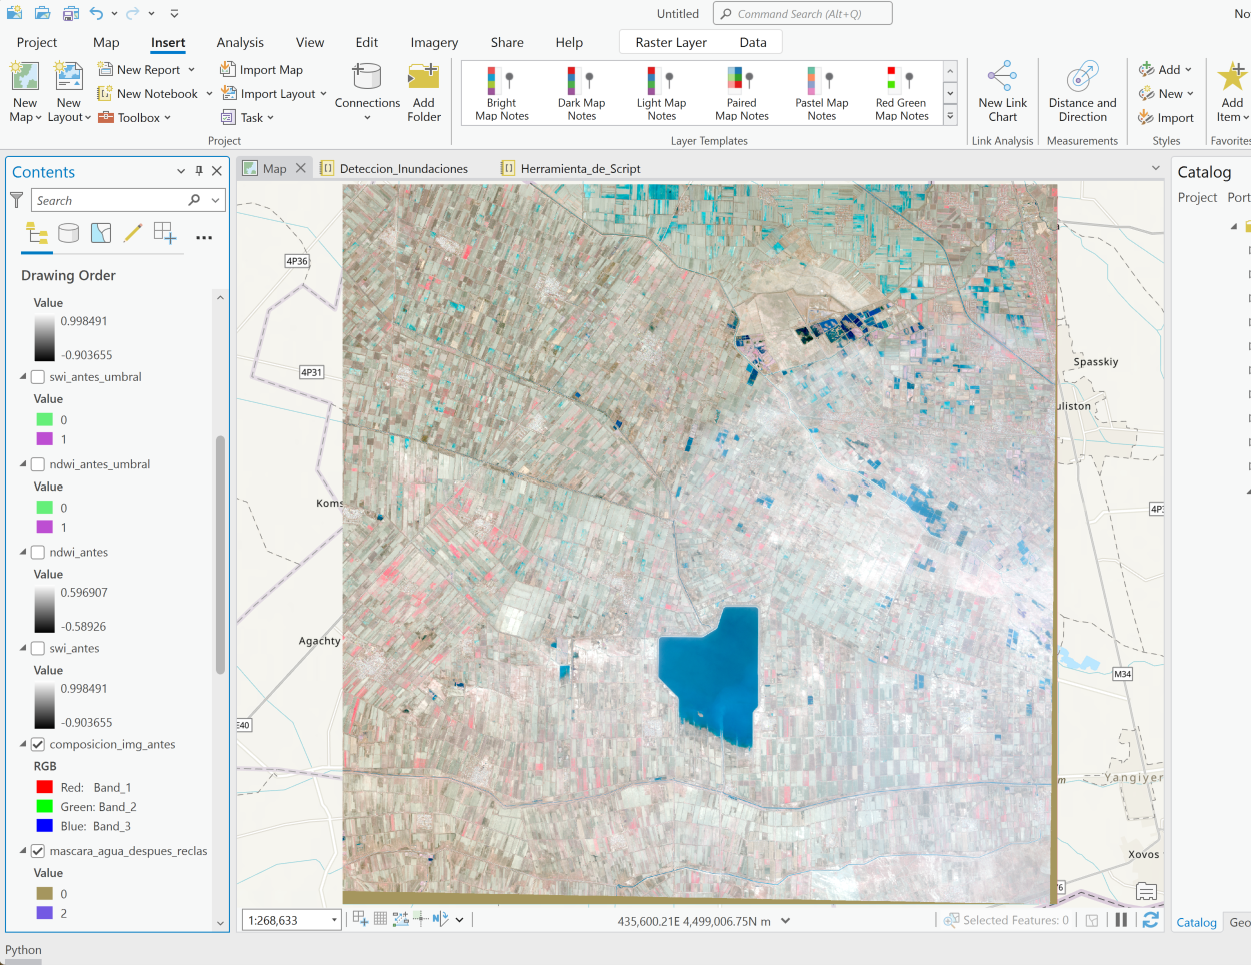 Untitled
Command Search (Alt+Q)
Project
Map
Insert
Analysis
View
Edit
Imagery
Share
Help
Raster Layer
Data
New
Map
New
Layout
New Report
New Notebook
Toolbox
Import Map
Import Layout
Task
Connections
Add
Folder
Project
Bright
Map Notes
Dark Map
Notes
Light Map
Notes
Paired
Map Notes
Pastel Map
Notes
Red Green
Map Notes
Layer Templates
New Link
Chart
Link Analysis
Distance and
Direction
Measurements
Add
New
Import
Styles
Add
Item
Favorites
Contents
Search
Drawing Order
Value
0.998491
-0.903655
swi_antes_umbral
Value
0
1
ndwi_antes_umbral
Value
0
1
ndwi_antes
Value
0.596907
-0.58926
swi_antes
Value
0.998491
-0.903655
composicion_img_antes
RGB
Red: Band_1
Green: Band_2
Blue: Band_3
mascara_agua_despues_reclas
Value
0
2
Map
Deteccion_Inundaciones
Herramienta_de_Script
4P36
4P31
Koms
Agachty
E40
Spasskiy
uliston
4P3
M34
Yangiyer
m
Xovos
76
1:268,633
435,600.21E 4,499,006.75N m
Selected Features: 0
Catalog
Project
Port
Catalog
Geo
Python